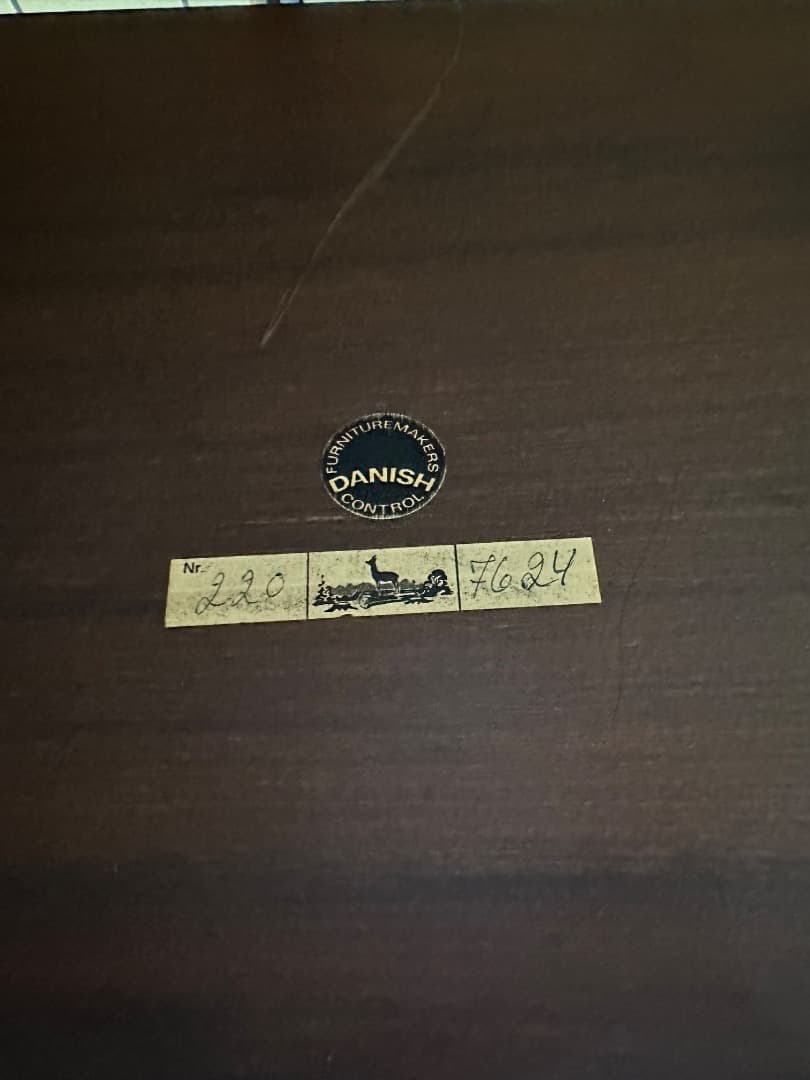 FURNITUREMAKERS
DANISH
CONTROL
Nr. 220 7624